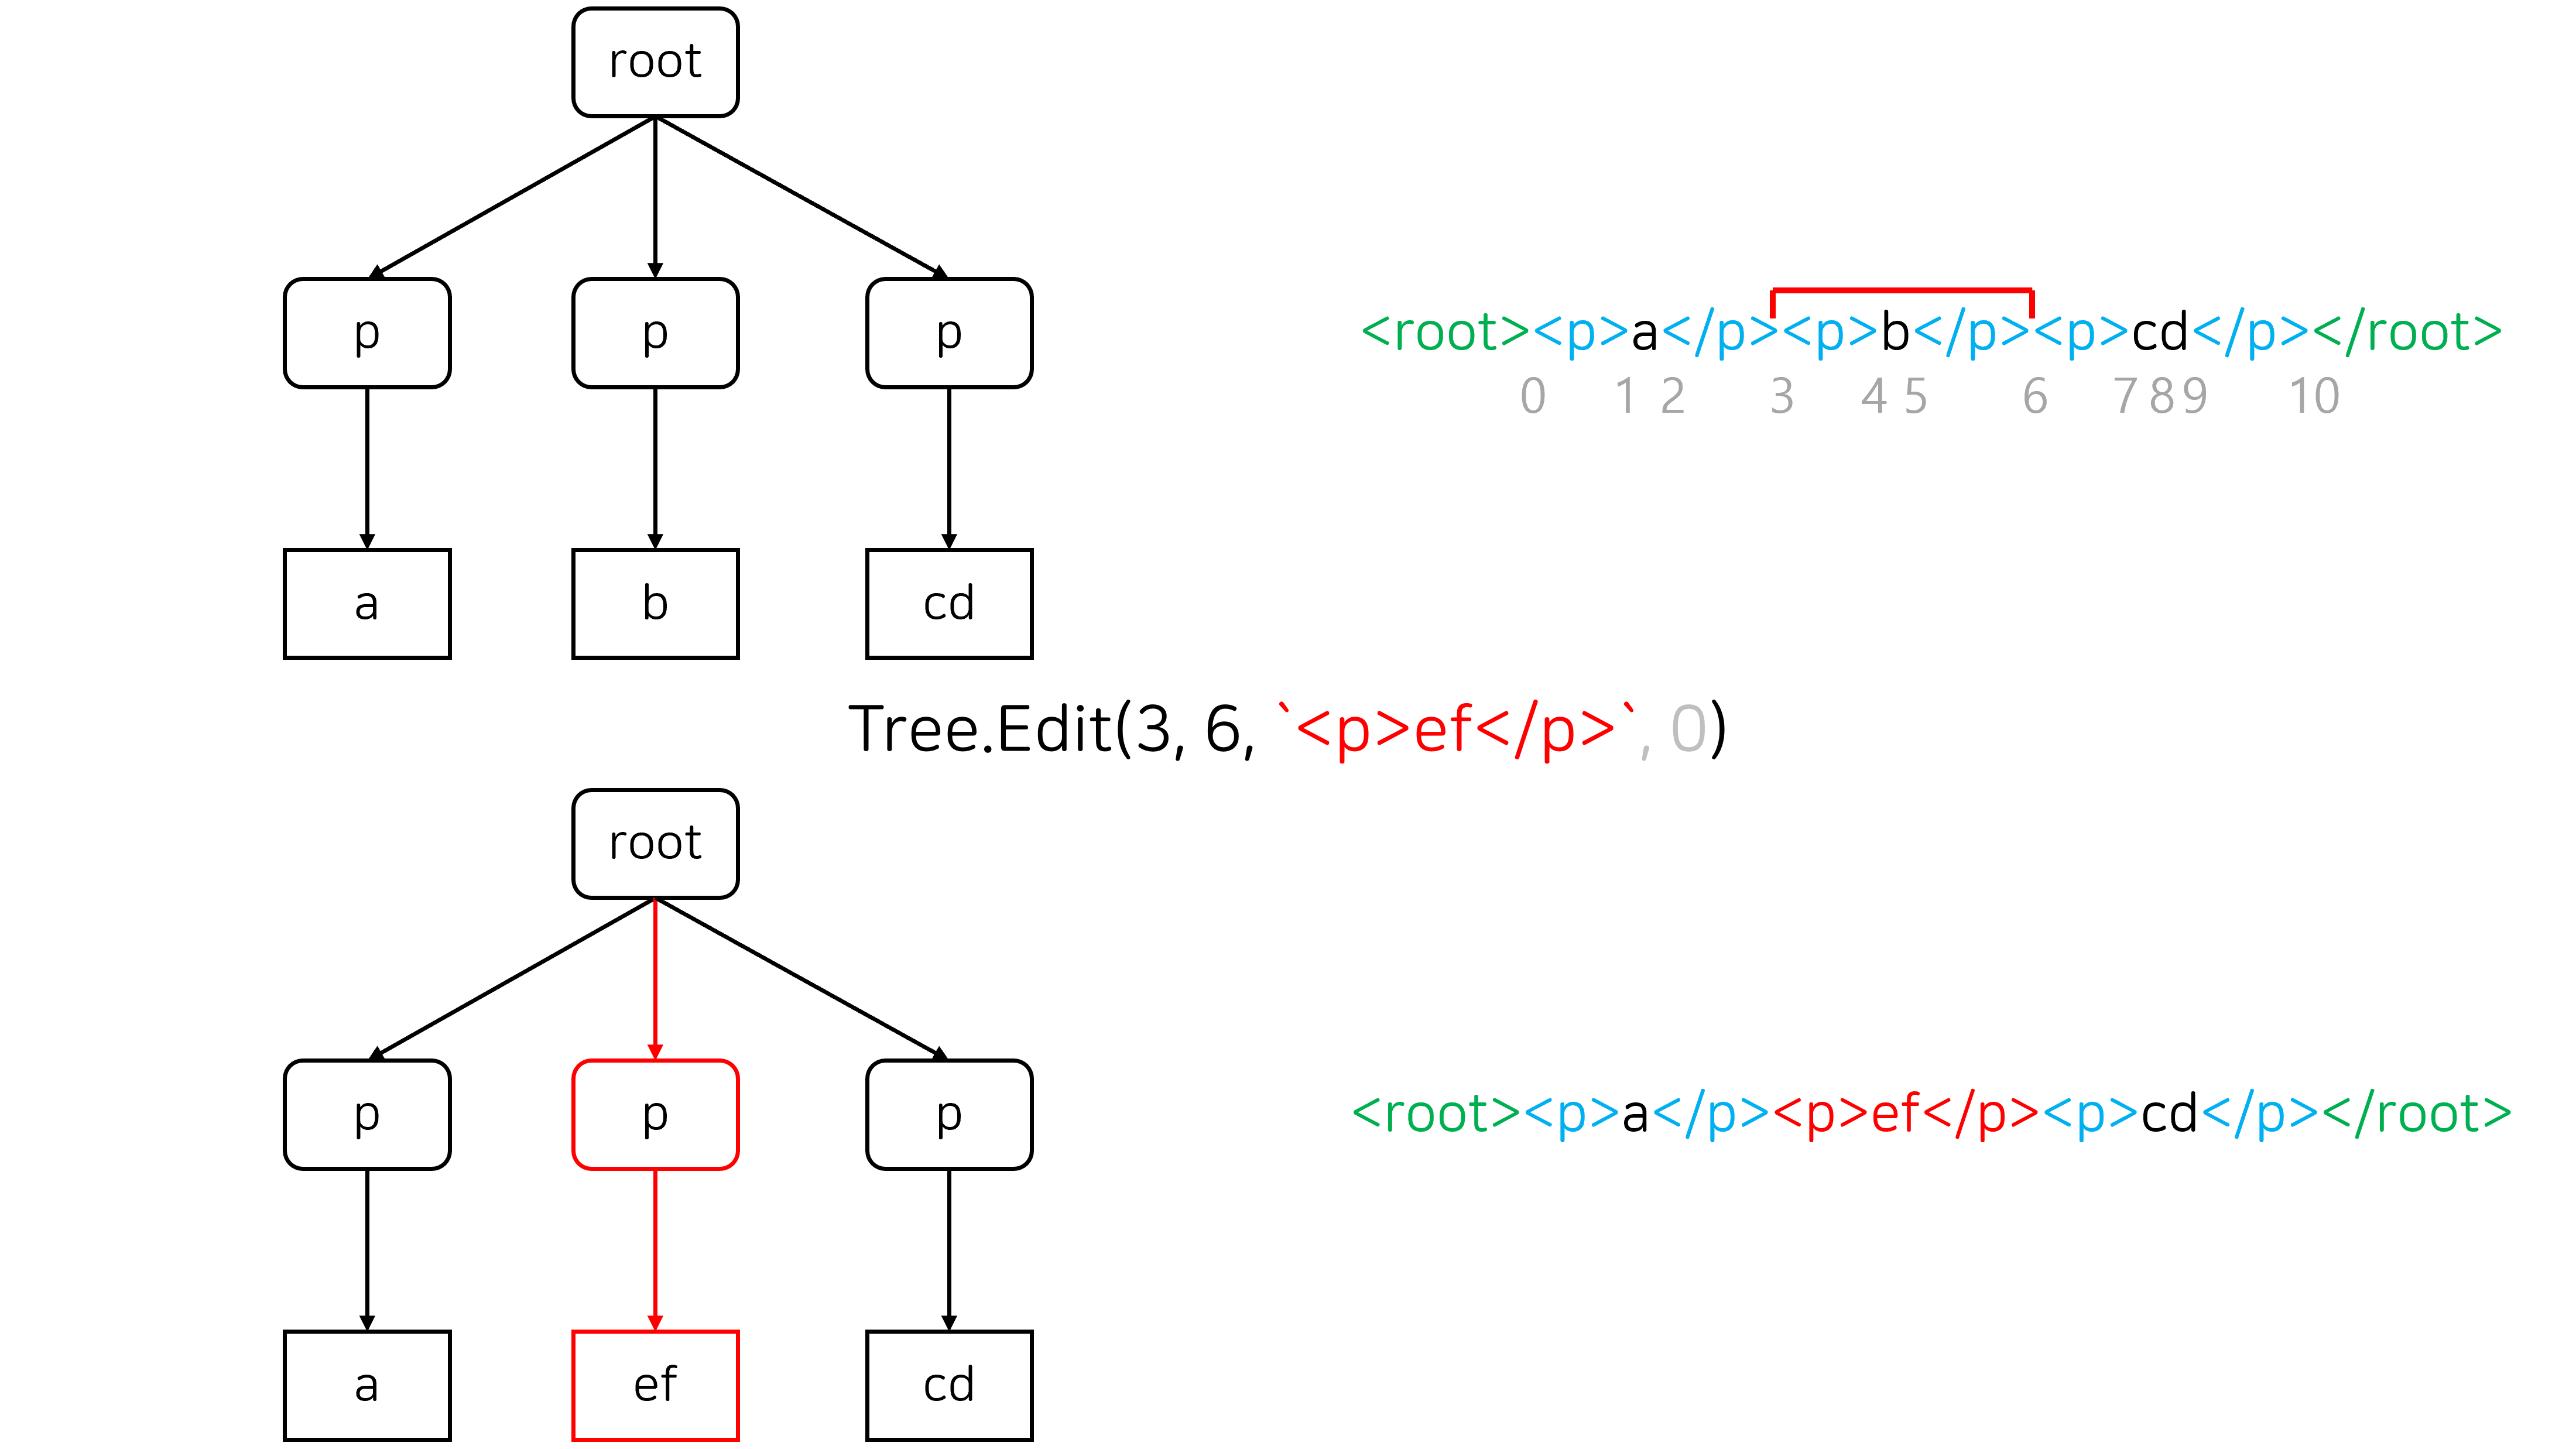 root
p p p
<root><p>a</p><p>b</p><p>cd</p></root>
0 1 2 3 4 5 6 7 8 9 10
a b cd
Tree.Edit(3, 6, `<p>ef</p>`, 0)
root
p p p
<root><p>a</p><p>ef</p><p>cd</p></root>
a ef cd